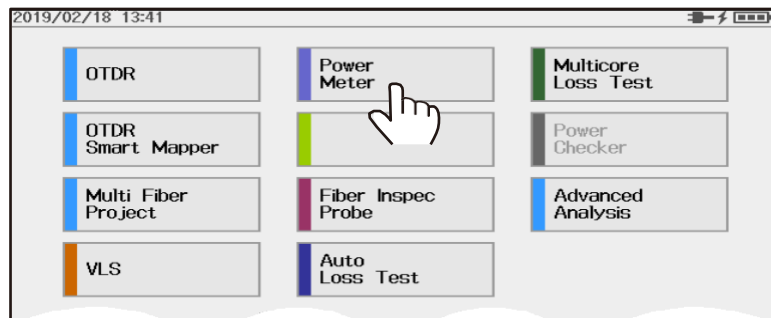 2019/02/18 13:41
OTDR
Power
Meter
Multicore
Loss Test
OTDR
Smart Mapper
Power
Checker
Multi Fiber
Project
Fiber Inspec
Probe
Advanced
Analysis
VLS
Auto
Loss Test